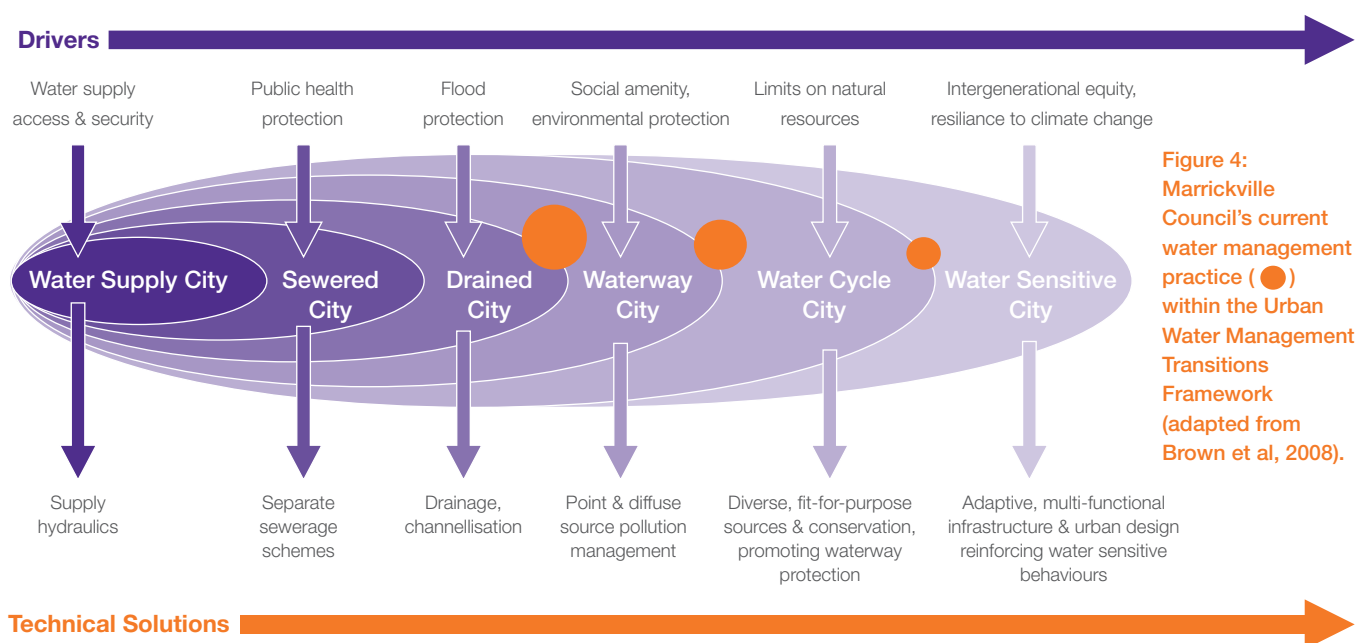 Drivers
Water supply
access & security
Public health
protection
Flood
protection
Social amenity,
environmental protection
Limits on natural
resources
Intergenerational equity,
resiliance to climate change
Water Supply City
Sewered
City
Drained
City
Waterway
City
Water Cycle
City
Water Sensitive
City
Figure 4:
Marrickville
Council’s current
water management
practice ( )
within the Urban
Water Management
Transitions
Framework
(adapted from
Brown et al, 2008).
Supply
hydraulics
Separate
sewerage
schemes
Drainage,
channellisation
Point & diffuse
source pollution
management
Diverse, fit-for-purpose
sources & conservation,
promoting waterway
protection
Adaptive, multi-functional
infrastructure & urban design
reinforcing water sensitive
behaviours
Technical Solutions